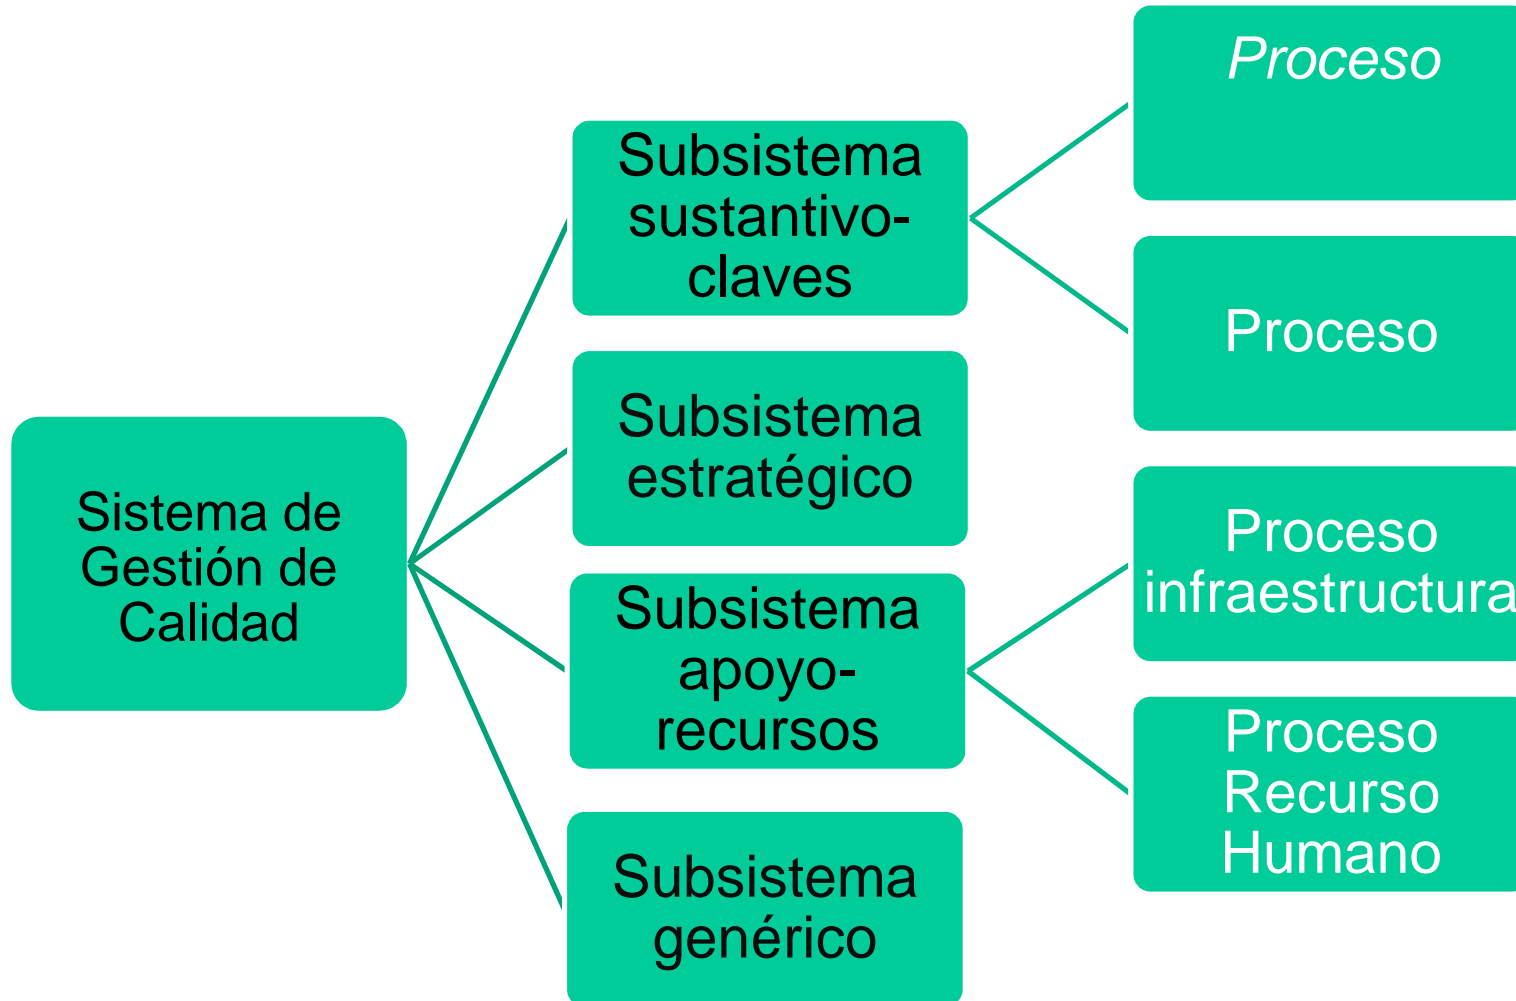 Sistema de
Gestión de
Calidad
Subsistema
sustantivo-
claves
Subsistema
estratégico
Subsistema
apoyo-
recursos
Subsistema
genérico
Proceso
Proceso
Proceso
infraestructura
Proceso
Recurso
Humano